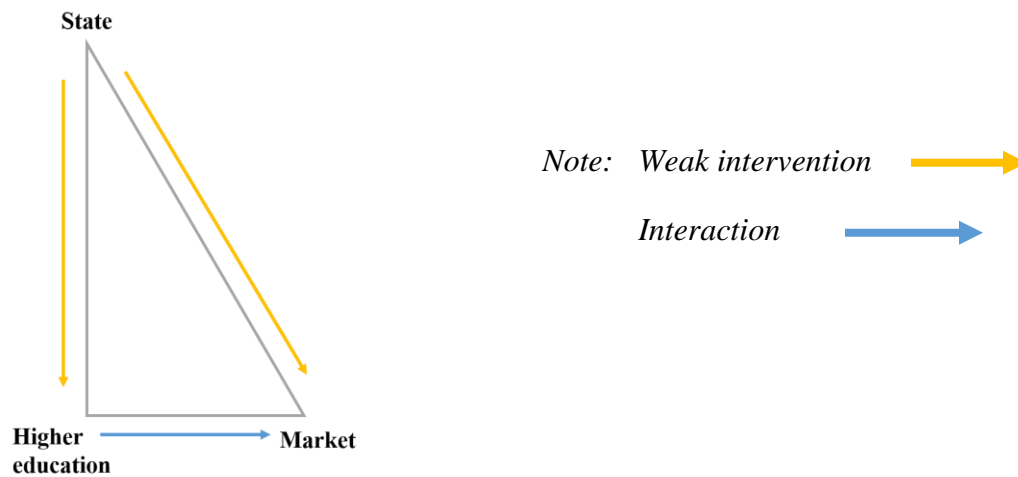 State
Note: Weak intervention
Interaction
Higher
education
Market